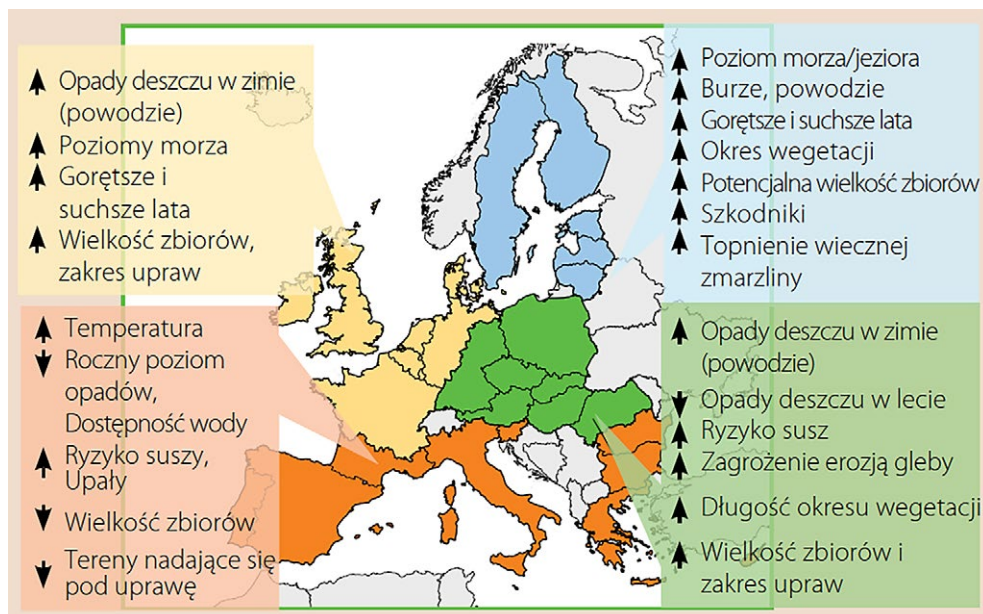 Opady deszczu w zimie
(powodzie)
Poziomy morza
Gorętsze i
suchsze lata
Wielkość zbiorów,
zakres upraw
Poziom morza/jeziora
Burze, powodzie
Gorętsze i suchsze lata
Okres wegetacji
Potencjalna wielkość zbiorów
Szkodniki
Topnienie wiecznej
zmarzliny
Temperatura
Roczny poziom
opadów,
Dostępność wody
Ryzyko suszy,
Upały
Wielkość zbiorów
Tereny nadające się
pod uprawę
Opady deszczu w zimie
(powodzie)
Opady deszczu w lecie
Ryzyko susz
Zagrożenie erozją gleby
Długość okresu wegetacji
Wielkość zbiorów i
zakres upraw